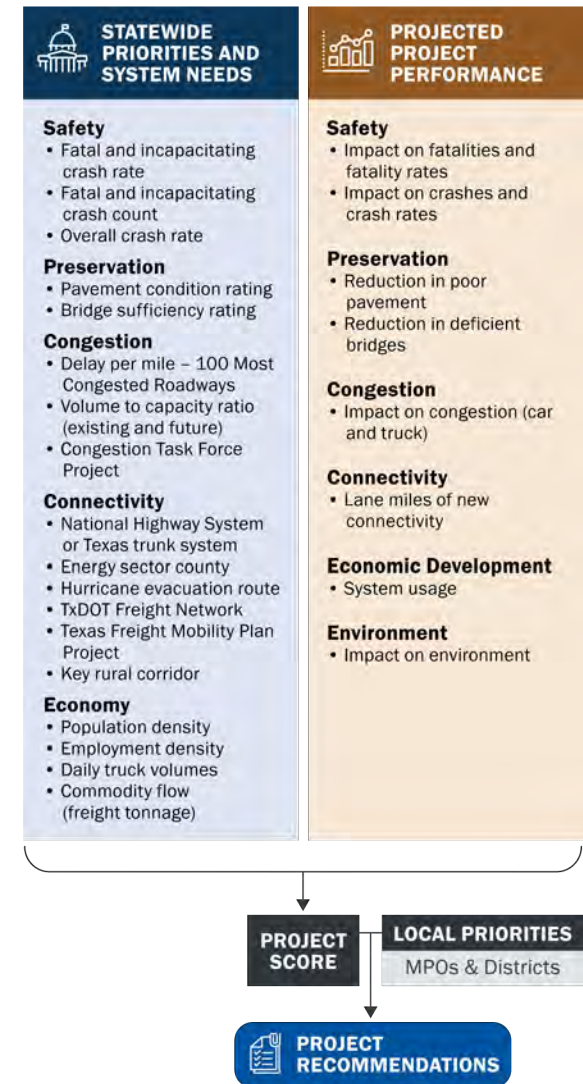 STATEWIDE
PRIORITIES AND
SYSTEM NEEDS
Safety
• Fatal and incapacitating
crash rate
• Fatal and incapacitating
crash count
• Overall crash rate
Preservation
• Pavement condition rating
• Bridge sufficiency rating
Congestion
• Delay per mile – 100 Most
Congested Roadways
• Volume to capacity ratio
(existing and future)
• Congestion Task Force
Project
Connectivity
• National Highway System
or Texas trunk system
• Energy sector county
• Hurricane evacuation route
• TxDOT Freight Network
• Texas Freight Mobility Plan
Project
• Key rural corridor
Economy
• Population density
• Employment density
• Daily truck volumes
• Commodity flow
(freight tonnage)
PROJECTED
PROJECT
PERFORMANCE
Safety
• Impact on fatalities and
fatality rates
• Impact on crashes and
crash rates
Preservation
• Reduction in poor
pavement
• Reduction in deficient
bridges
Congestion
• Impact on congestion (car
and truck)
Connectivity
• Lane miles of new
connectivity
Economic Development
• System usage
Environment
• Impact on environment
PROJECT
SCORE
LOCAL PRIORITIES
MPOs & Districts
PROJECT
RECOMMENDATIONS